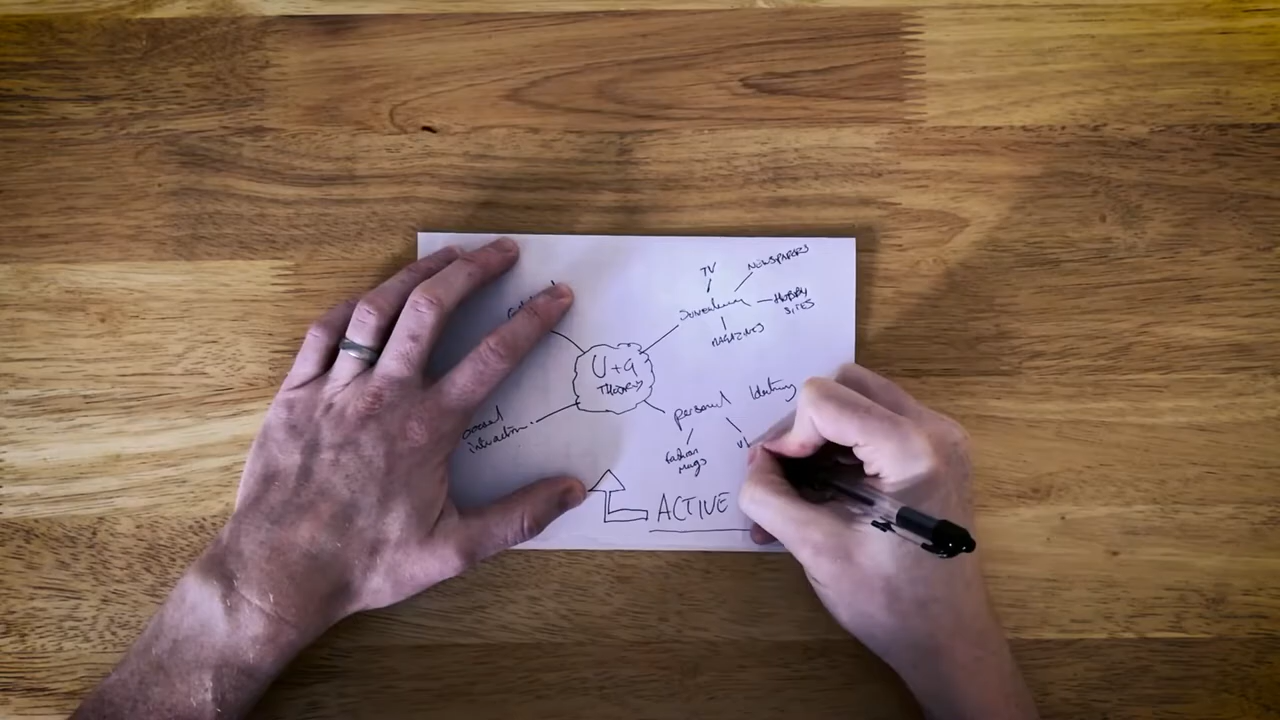 TV
NEWSPAPERS
Surveillance
HOBBY
SITES
MAGAZINES
U+G
THEORY
personal Identity
social
interaction
fashion
mags
ACTIVE